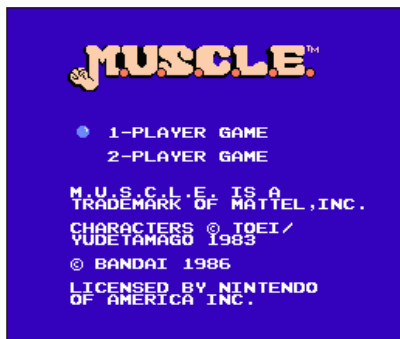 M.U.S.C.L.E.™
1-PLAYER GAME
2-PLAYER GAME
M.U.S.C.L.E. IS A
TRADEMARK OF MATTEL,INC.
CHARACTERS © TOEI/
YUDETAMAGO 1983
© BANDAI 1986
LICENSED BY NINTENDO
OF AMERICA INC.